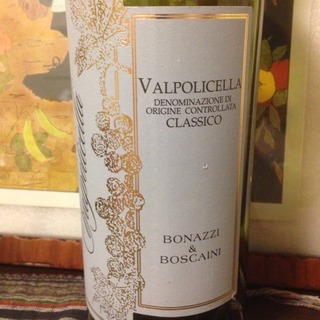 VALPOLICELLA
DENOMINAZIONE DI
ORIGINE CONTROLLATA
CLASSICO
BONAZZI
&
BOSCAINI